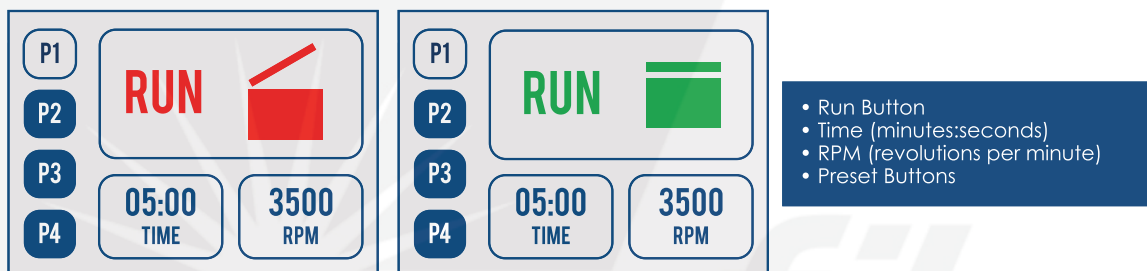 P1
P2
P3
P4
RUN
05:00
TIME
3500
RPM
P1
P2
P3
P4
RUN
05:00
TIME
3500
RPM
• Run Button
• Time (minutes:seconds)
• RPM (revolutions per minute)
• Preset Buttons